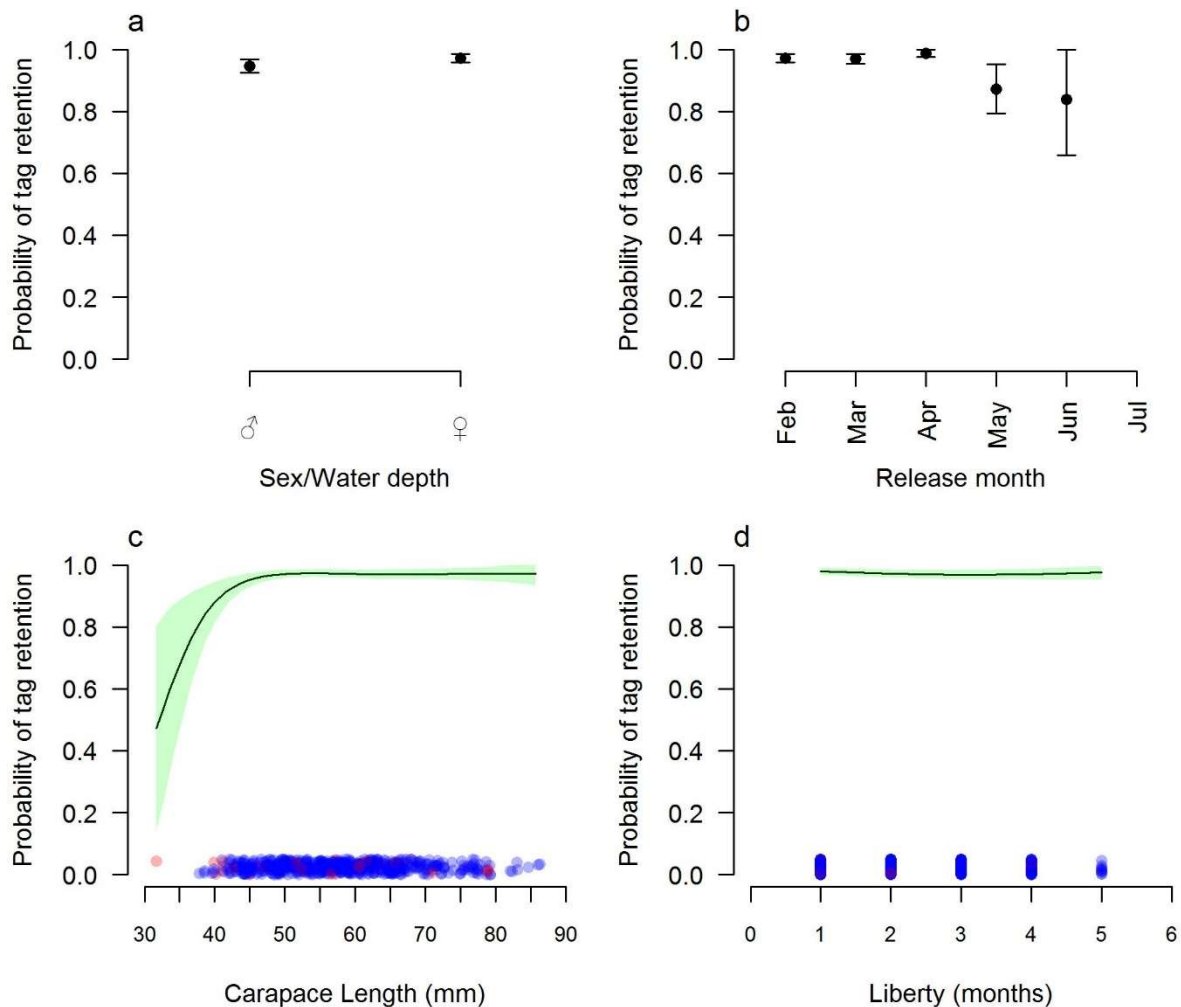 a
Probability of tag retention
1.0
0.8
0.6
0.4
0.2
0.0
♂ ♀
Sex/Water depth
b
Probability of tag retention
1.0
0.8
0.6
0.4
0.2
0.0
Feb
Mar
Apr
May
Jun
Jul
Release month
c
Probability of tag retention
1.0
0.8
0.6
0.4
0.2
0.0
30 40 50 60 70 80 90
Carapace Length (mm)
d
Probability of tag retention
1.0
0.8
0.6
0.4
0.2
0.0
0 1 2 3 4 5 6
Liberty (months)